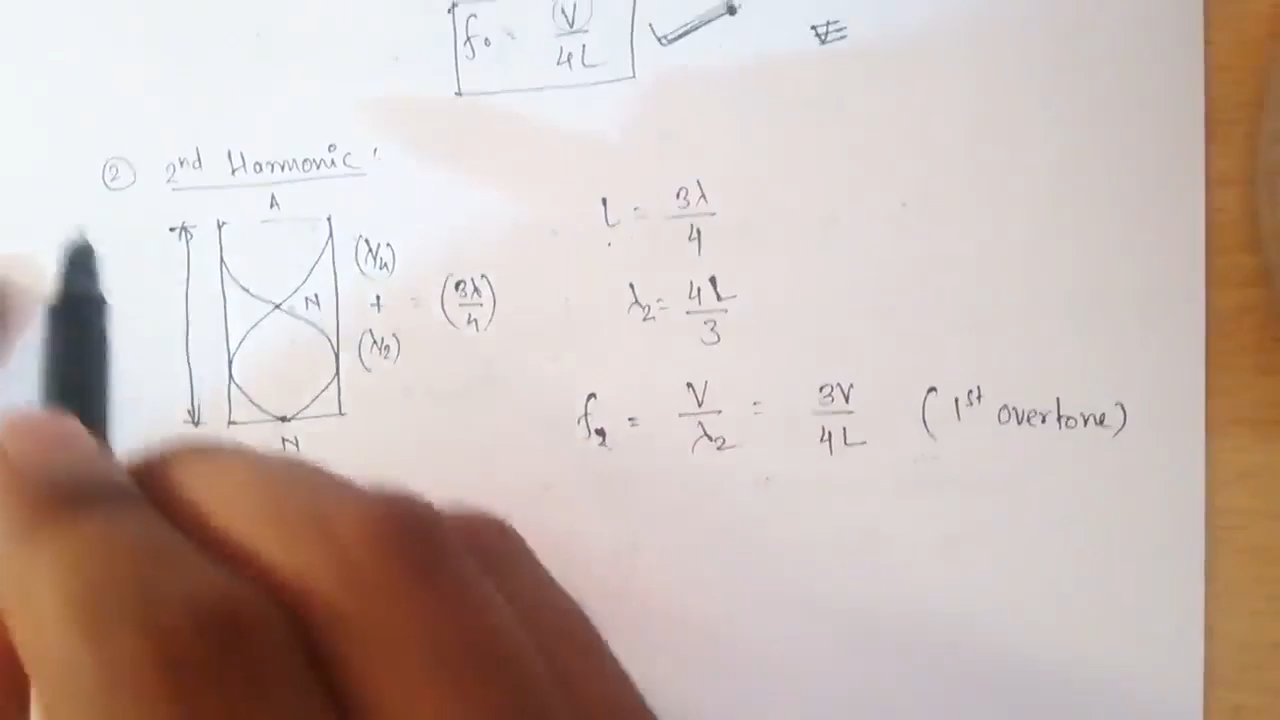 f₀ = V/4L
② 2nd Harmonic:
A
L = 3λ/4
(λ/4)
N + = (3λ/4)
λ₂ = 4L/3
(λ/2)
f₂ = V/λ₂ = 3V/4L (1st overtone)
N